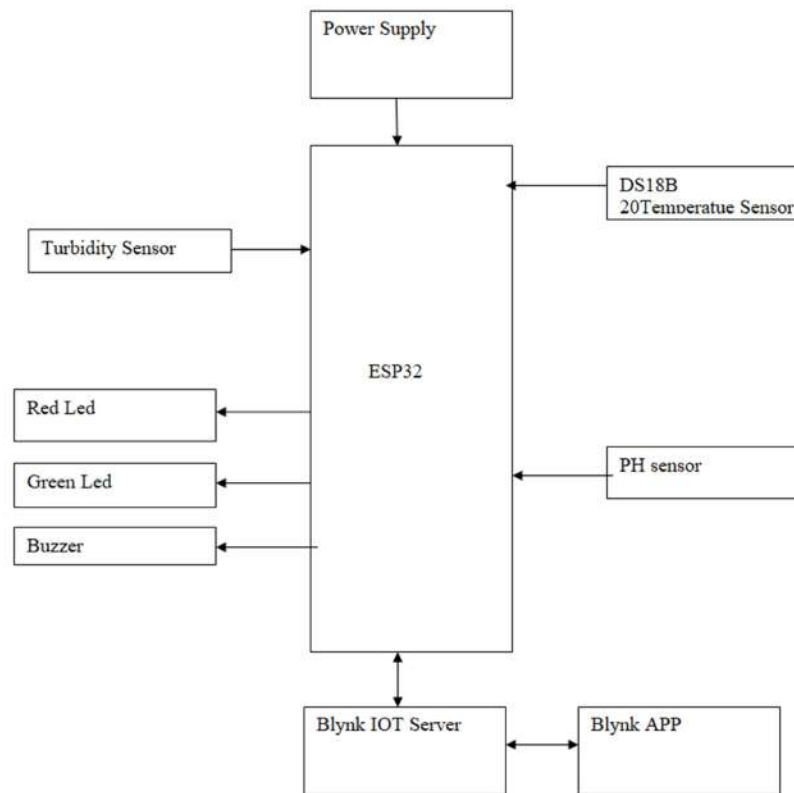 Power Supply
DS18B
20Temperatue Sensor
Turbidity Sensor
ESP32
Red Led
PH sensor
Green Led
Buzzer
Blynk IOT Server
Blynk APP